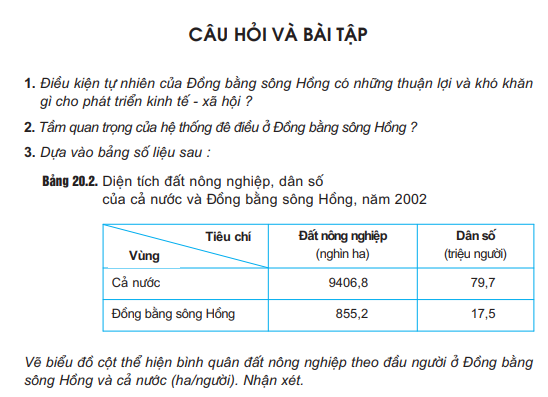 CÂU HỎI VÀ BÀI TẬP
1. Điều kiện tự nhiên của Đồng bằng sông Hồng có những thuận lợi và khó khăn
gì cho phát triển kinh tế - xã hội ?
2. Tầm quan trọng của hệ thống đê điều ở Đồng bằng sông Hồng ?
3. Dựa vào bảng số liệu sau :
Bảng 20.2. Diện tích đất nông nghiệp, dân số
của cả nước và Đồng bằng sông Hồng, năm 2002
Tiêu chí
Vùng
Đất nông nghiệp
(nghìn ha)
Dân số
(triệu người)
Cả nước 9406,8 79,7
Đồng bằng sông Hồng 855,2 17,5
Vẽ biểu đồ cột thể hiện bình quân đất nông nghiệp theo đầu người ở Đồng bằng
sông Hồng và cả nước (ha/người). Nhận xét.